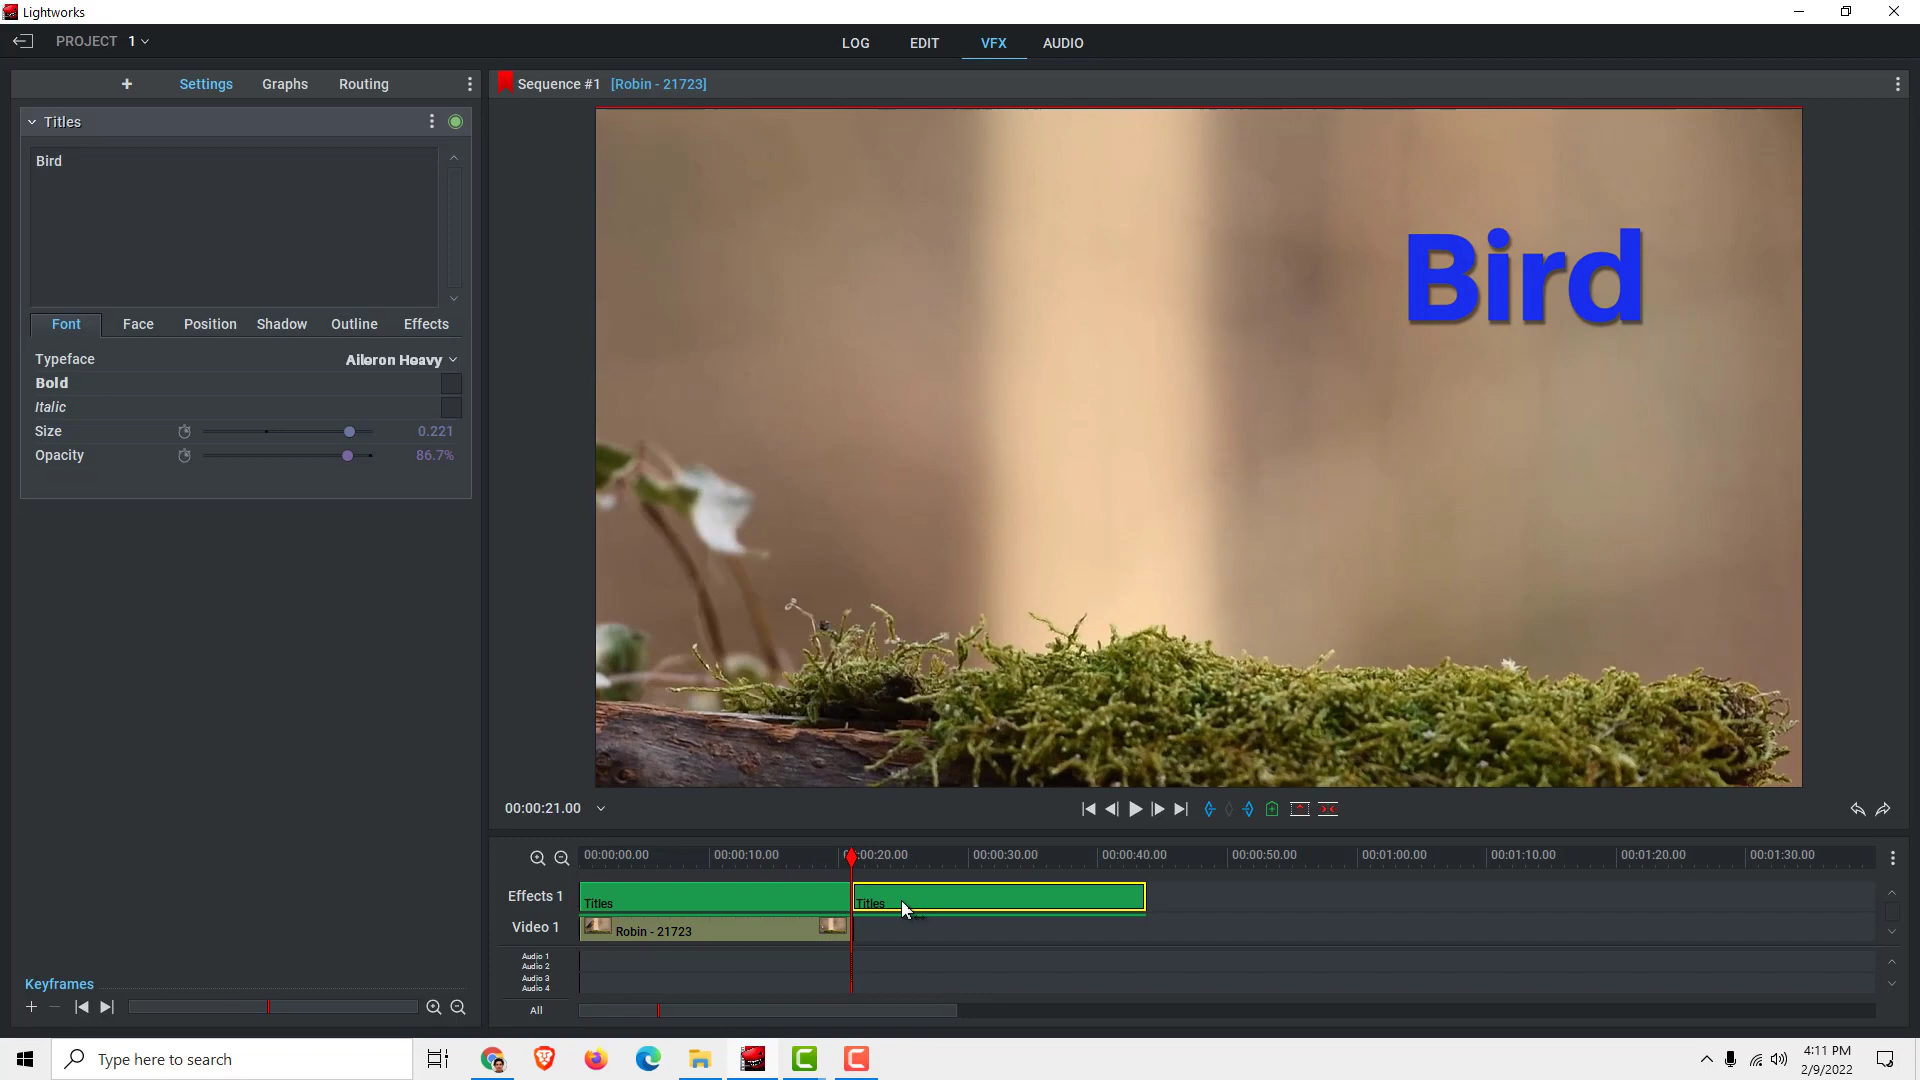 Lightworks
PROJECT 1
LOG EDIT VFX AUDIO
Settings Graphs Routing
Sequence #1 [Robin - 21723]
Titles
Bird
Bird
Font Face Position Shadow Outline Effects
Typeface Aileron Heavy
Bold
Italic
Size 0.221
Opacity 86.7%
00:00:21.00
00:00:00.00 00:00:10.00 00:00:20.00 00:00:30.00 00:00:40.00 00:00:50.00 00:01:00.00 00:01:10.00 00:01:20.00 00:01:30.00
Effects 1 Titles Titles
Video 1 Robin - 21723
Audio 1
Audio 2
Audio 3
Audio 4
All
Keyframes
Type here to search
4:11 PM
2/9/2022